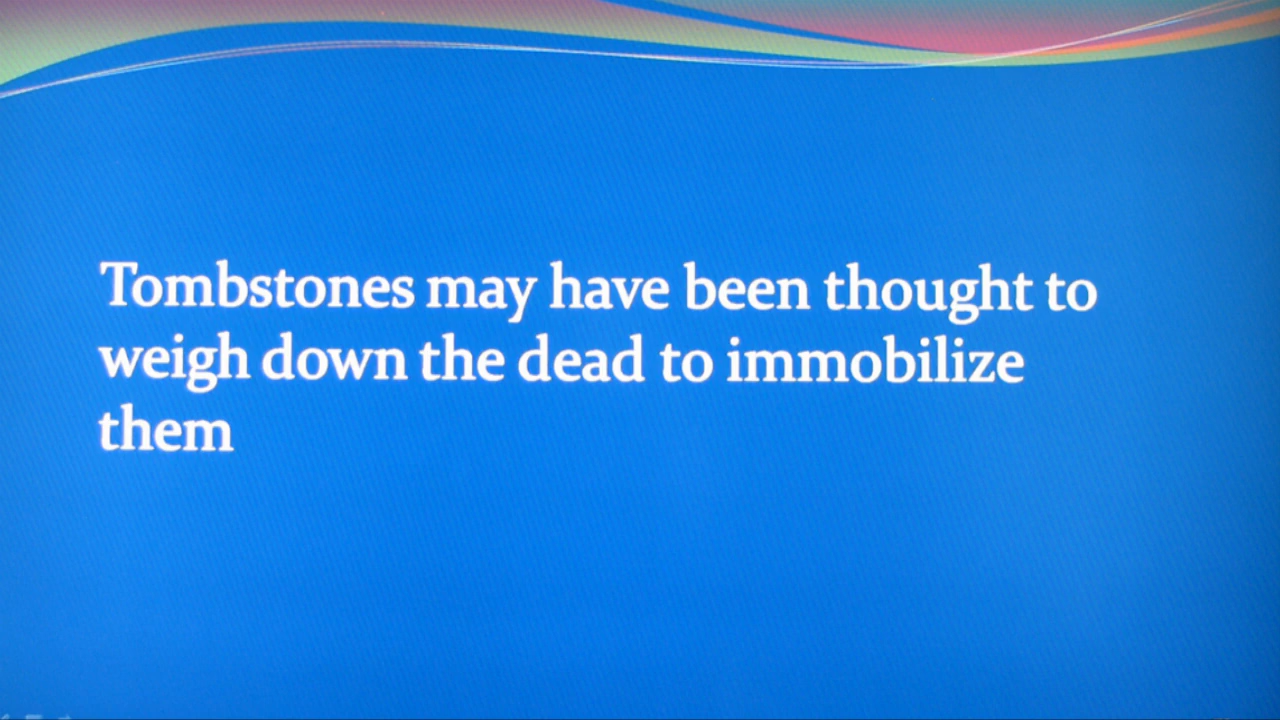 Tombstones may have been thought to
weigh down the dead to immobilize
them